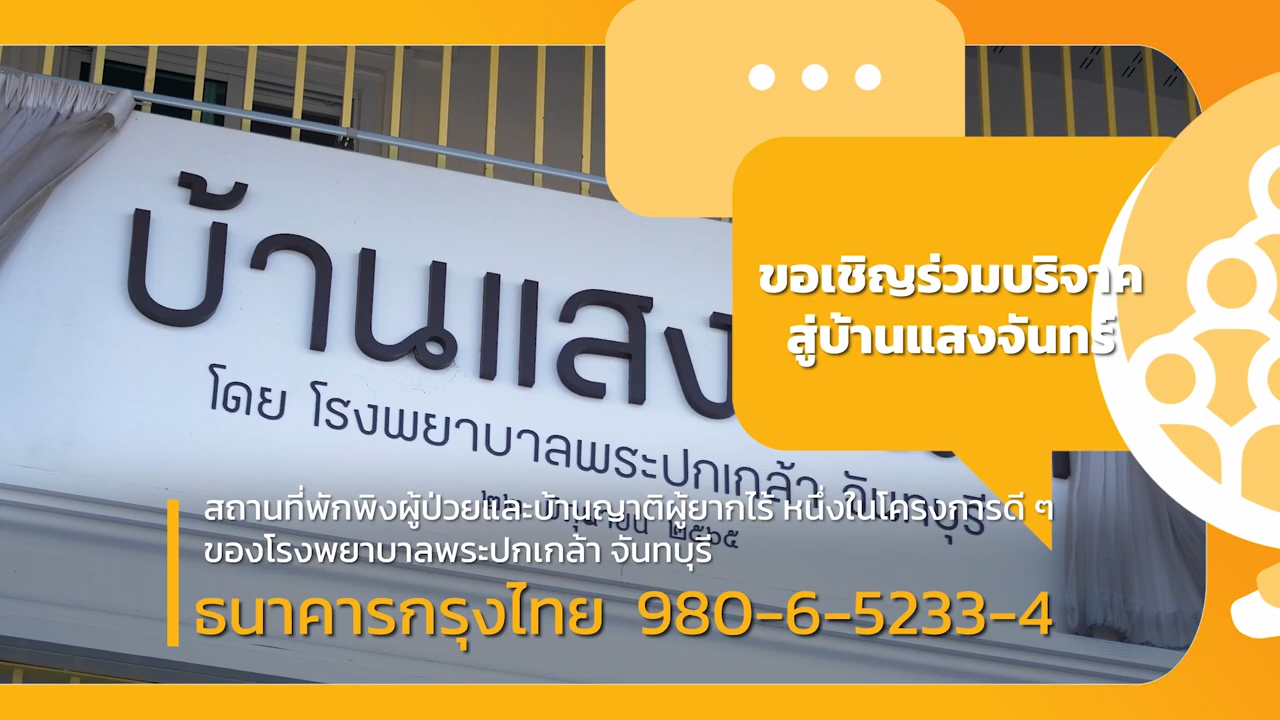 บ้านแสง
โดย โรงพยาบาลพระปกเกล้า จันทบุรี
๒๕๖๕
ขอเชิญร่วมบริจาค
สู่บ้านแสงจันทร์
สถานที่พักพิงผู้ป่วยและบ้านญาติผู้ยากไร้ หนึ่งในโครงการดี ๆ
ของโรงพยาบาลพระปกเกล้า จันทบุรี
ธนาคารกรุงไทย 980-6-5233-4